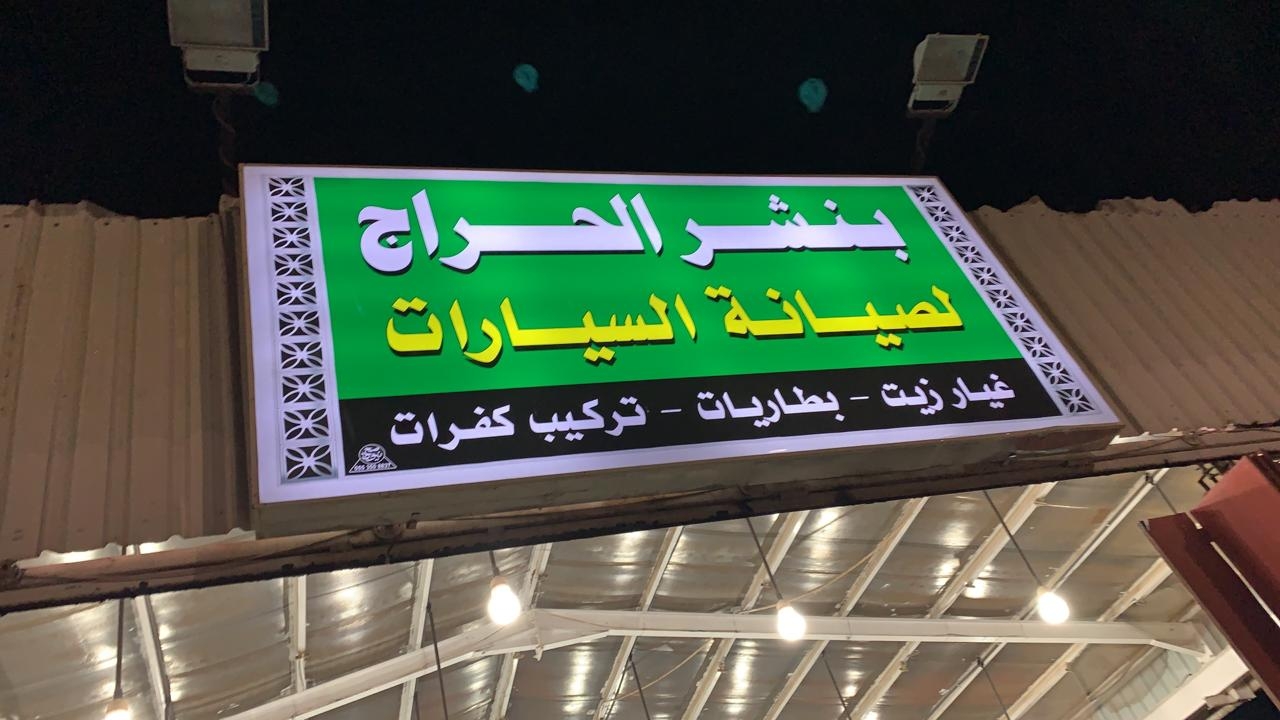 بنشر الحراج
لصيانة السيارات
غيار زيت - بطاريات - تركيب كفرات